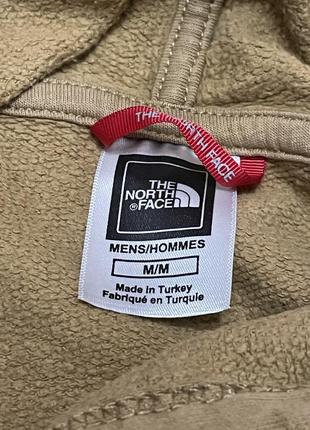 THE NORTH FACE
THE
NORTH
FACE
®
MENS/HOMMES
M/M
Made in Turkey
Fabriqué en Turquie